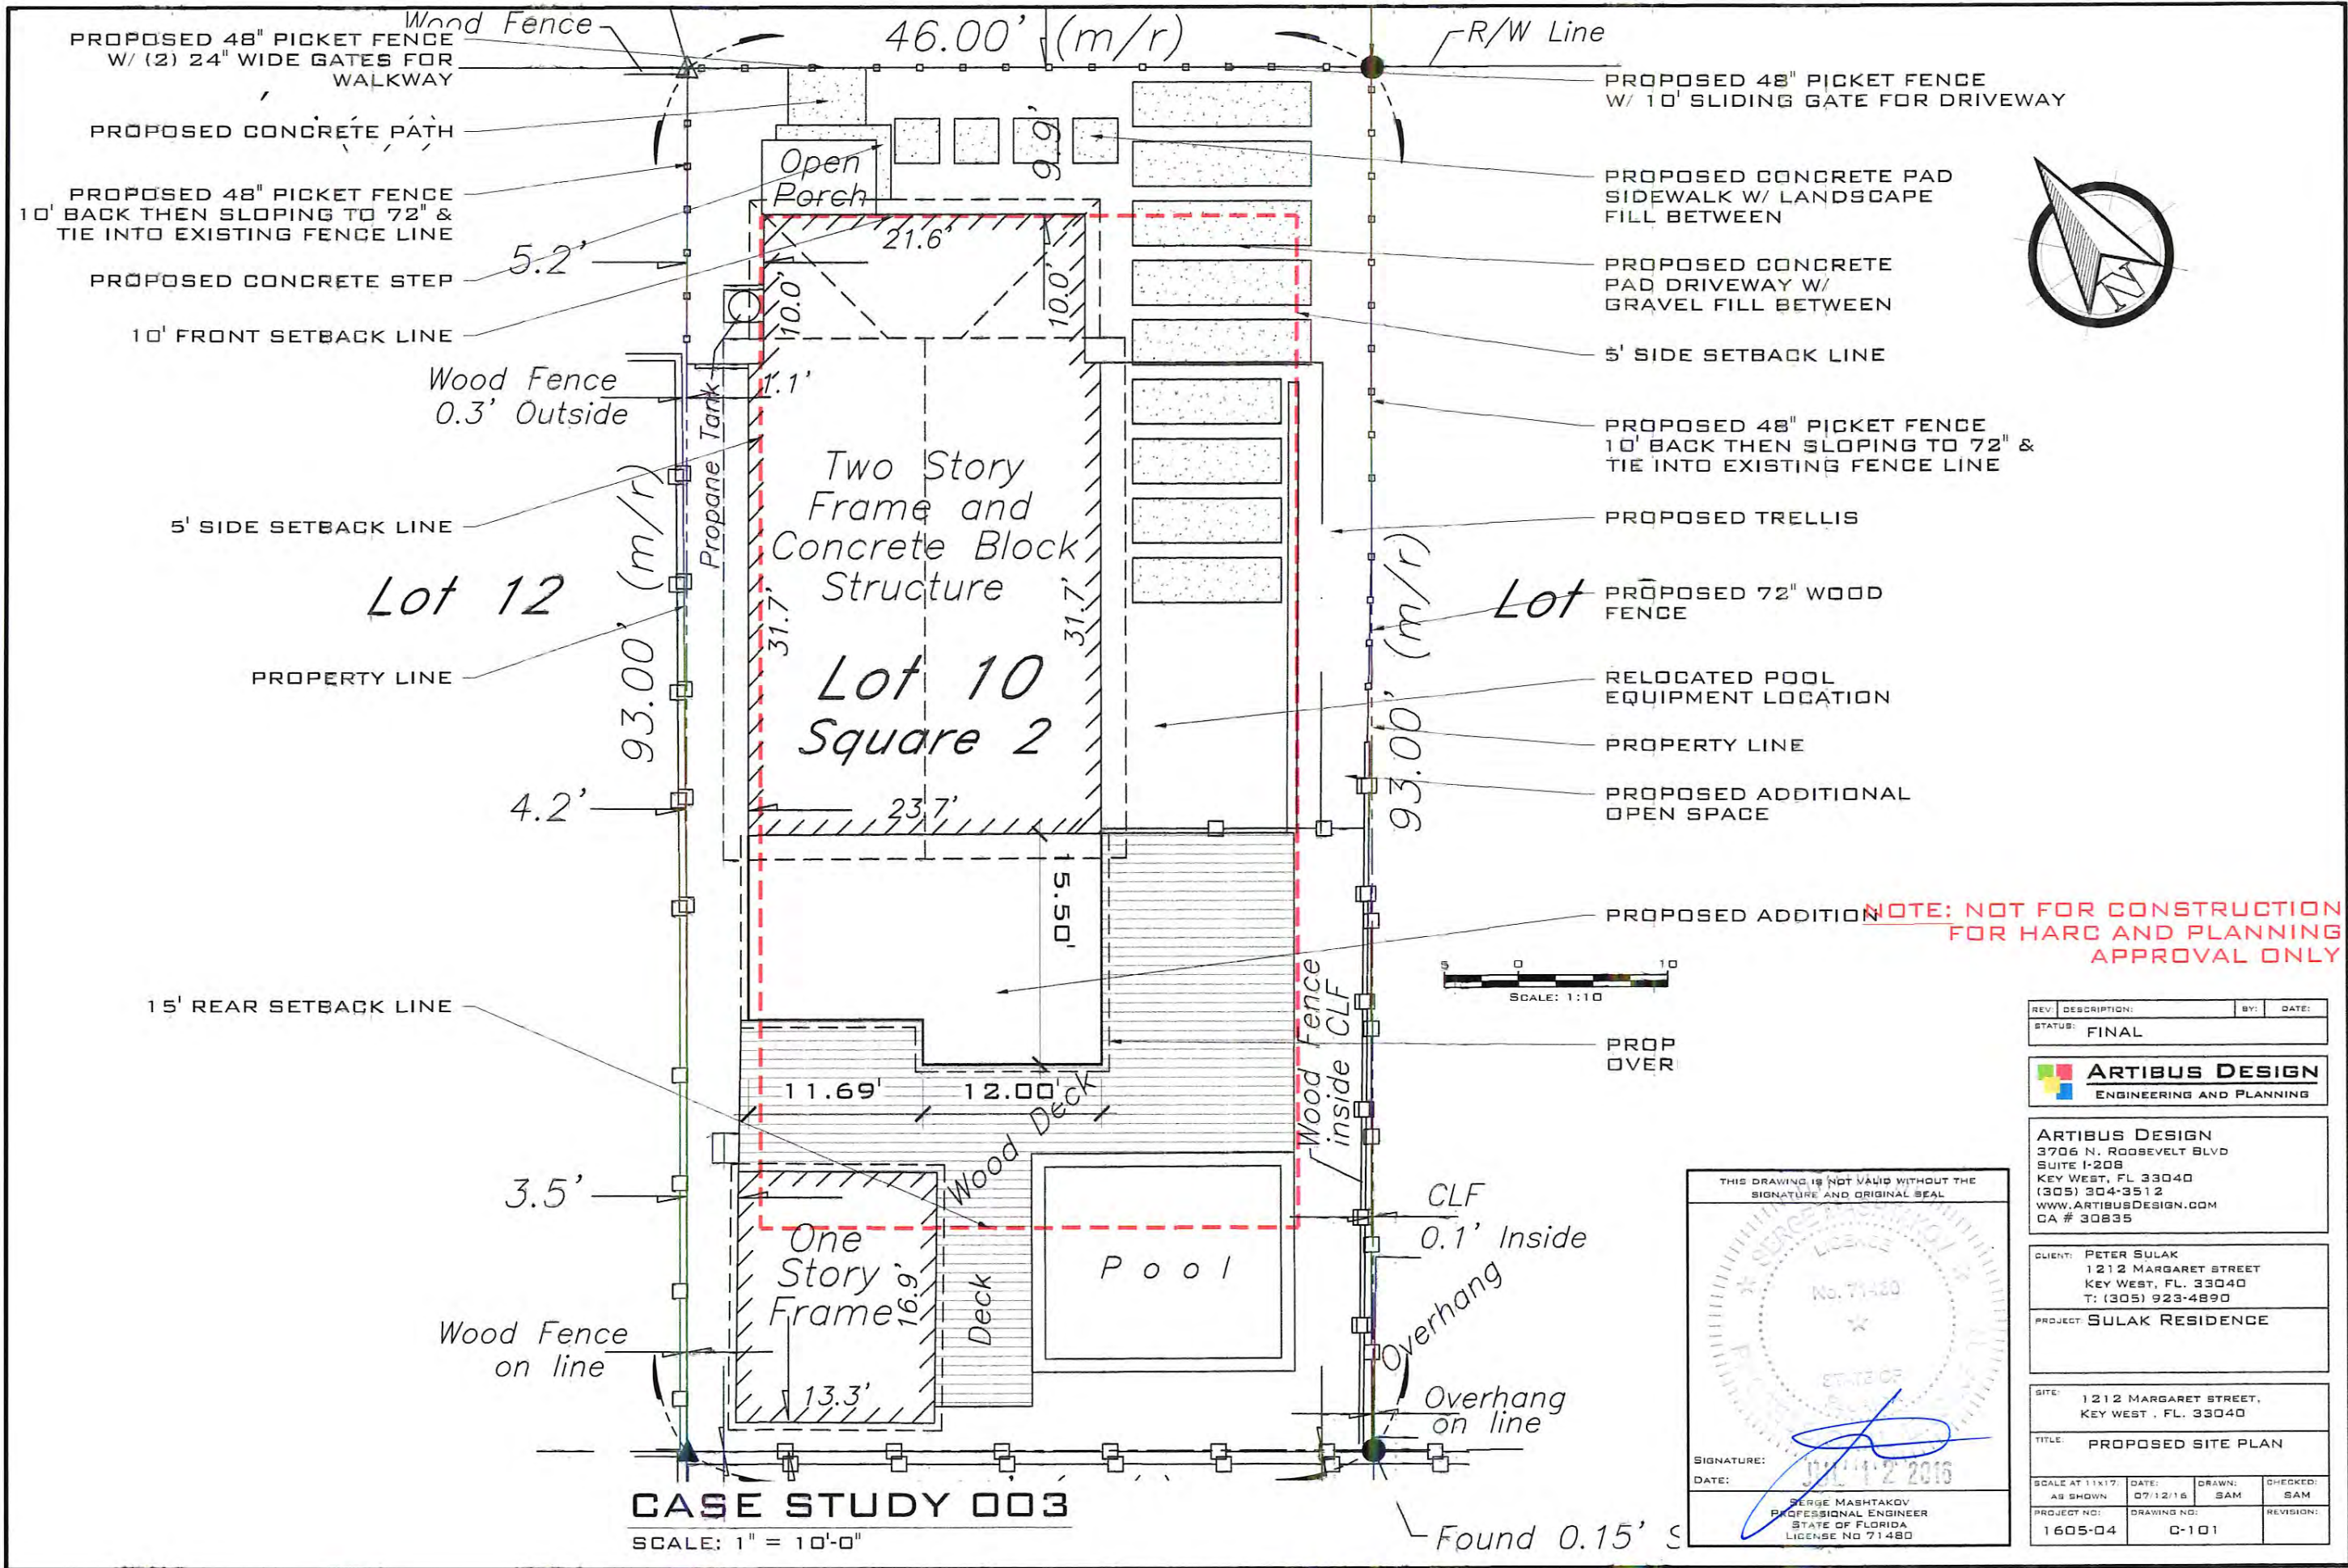 Wood Fence
PROPOSED 48" PICKET FENCE
W/ (2) 24" WIDE GATES FOR
WALKWAY
PROPOSED CONCRETE PATH
PROPOSED 48" PICKET FENCE
10' BACK THEN SLOPING TO 72" &
TIE INTO EXISTING FENCE LINE
5.2'
PROPOSED CONCRETE STEP
10' FRONT SETBACK LINE
Wood Fence
0.3' Outside
5' SIDE SETBACK LINE
Lot 12
93.00' (m/r)
PROPERTY LINE
4.2'
15' REAR SETBACK LINE
3.5'
Wood Fence
on line
46.00' (m/r)
9.9'
Open
Porch
21.6'
10.0'
10.0'
1.1'
Propane Tank
Two Story
Frame and
Concrete Block
Structure
31.7'
31.7'
Lot 10
Square 2
23.7'
15.50'
11.69'
12.00'
Wood Deck
One
Story
Frame
16.9'
13.3'
Deck
Pool
Wood Fence
inside CLF
R/W Line
PROPOSED 48" PICKET FENCE
W/ 10' SLIDING GATE FOR DRIVEWAY
PROPOSED CONCRETE PAD
SIDEWALK W/ LANDSCAPE
FILL BETWEEN
PROPOSED CONCRETE
PAD DRIVEWAY W/
GRAVEL FILL BETWEEN
5' SIDE SETBACK LINE
PROPOSED 48" PICKET FENCE
10' BACK THEN SLOPING TO 72" &
TIE INTO EXISTING FENCE LINE
PROPOSED TRELLIS
Lot
PROPOSED 72" WOOD
FENCE
93.00' (m/r)
RELOCATED POOL
EQUIPMENT LOCATION
PROPERTY LINE
PROPOSED ADDITIONAL
OPEN SPACE
PROPOSED ADDITION
PROP
OVER
CLF
0.1' Inside
Overhang
Overhang
on line
Found 0.15' S
N
NOTE: NOT FOR CONSTRUCTION
FOR HARC AND PLANNING
APPROVAL ONLY
5 0 10
SCALE: 1:10
CASE STUDY 003
SCALE: 1" = 10'-0"
THIS DRAWING IS NOT VALID WITHOUT THE
SIGNATURE AND ORIGINAL SEAL
LICENSE
No. 71480
STATE OF
SIGNATURE:
DATE:
JUL 12 2016
SERGE MASHTAKOV
PROFESSIONAL ENGINEER
STATE OF FLORIDA
LICENSE NO 71480
REV: DESCRIPTION: BY: DATE:
STATUS: FINAL
ARTIBUS DESIGN
ENGINEERING AND PLANNING
ARTIBUS DESIGN
3706 N. ROOSEVELT BLVD
SUITE I-208
KEY WEST, FL 33040
(305) 304-3512
WWW.ARTIBUSDESIGN.COM
CA # 30835
CLIENT: PETER SULAK
1212 MARGARET STREET
KEY WEST, FL. 33040
T: (305) 923-4890
PROJECT: SULAK RESIDENCE
SITE: 1212 MARGARET STREET,
KEY WEST, FL. 33040
TITLE: PROPOSED SITE PLAN
SCALE AT 11X17: DATE: DRAWN: CHECKED:
AS SHOWN 07/12/16 SAM SAM
PROJECT NO: DRAWING NO: REVISION:
1605-04 C-101